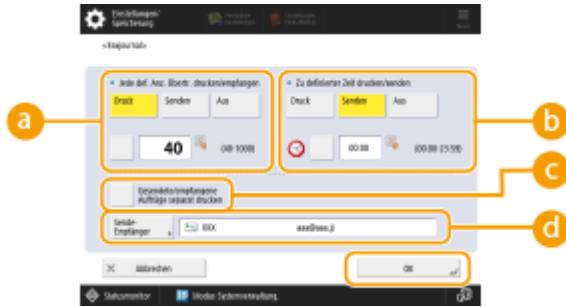 Einstellungen/
Speicherung
<Faxjournal>
Jede def. Anz. Übertr. drucken/empfangen
Druck
Senden
Aus
40
(40-1000)
Zu definierter Zeit drucken/senden
Druck
Senden
Aus
00:00
(00:00-23:59)
a
b
c
Gesendete/empfangene
Aufträge separat drucken
d
Sende-
Empfänger
XXX
Abbrechen
OK
Statusmonitor
Modus Systemverwaltung.